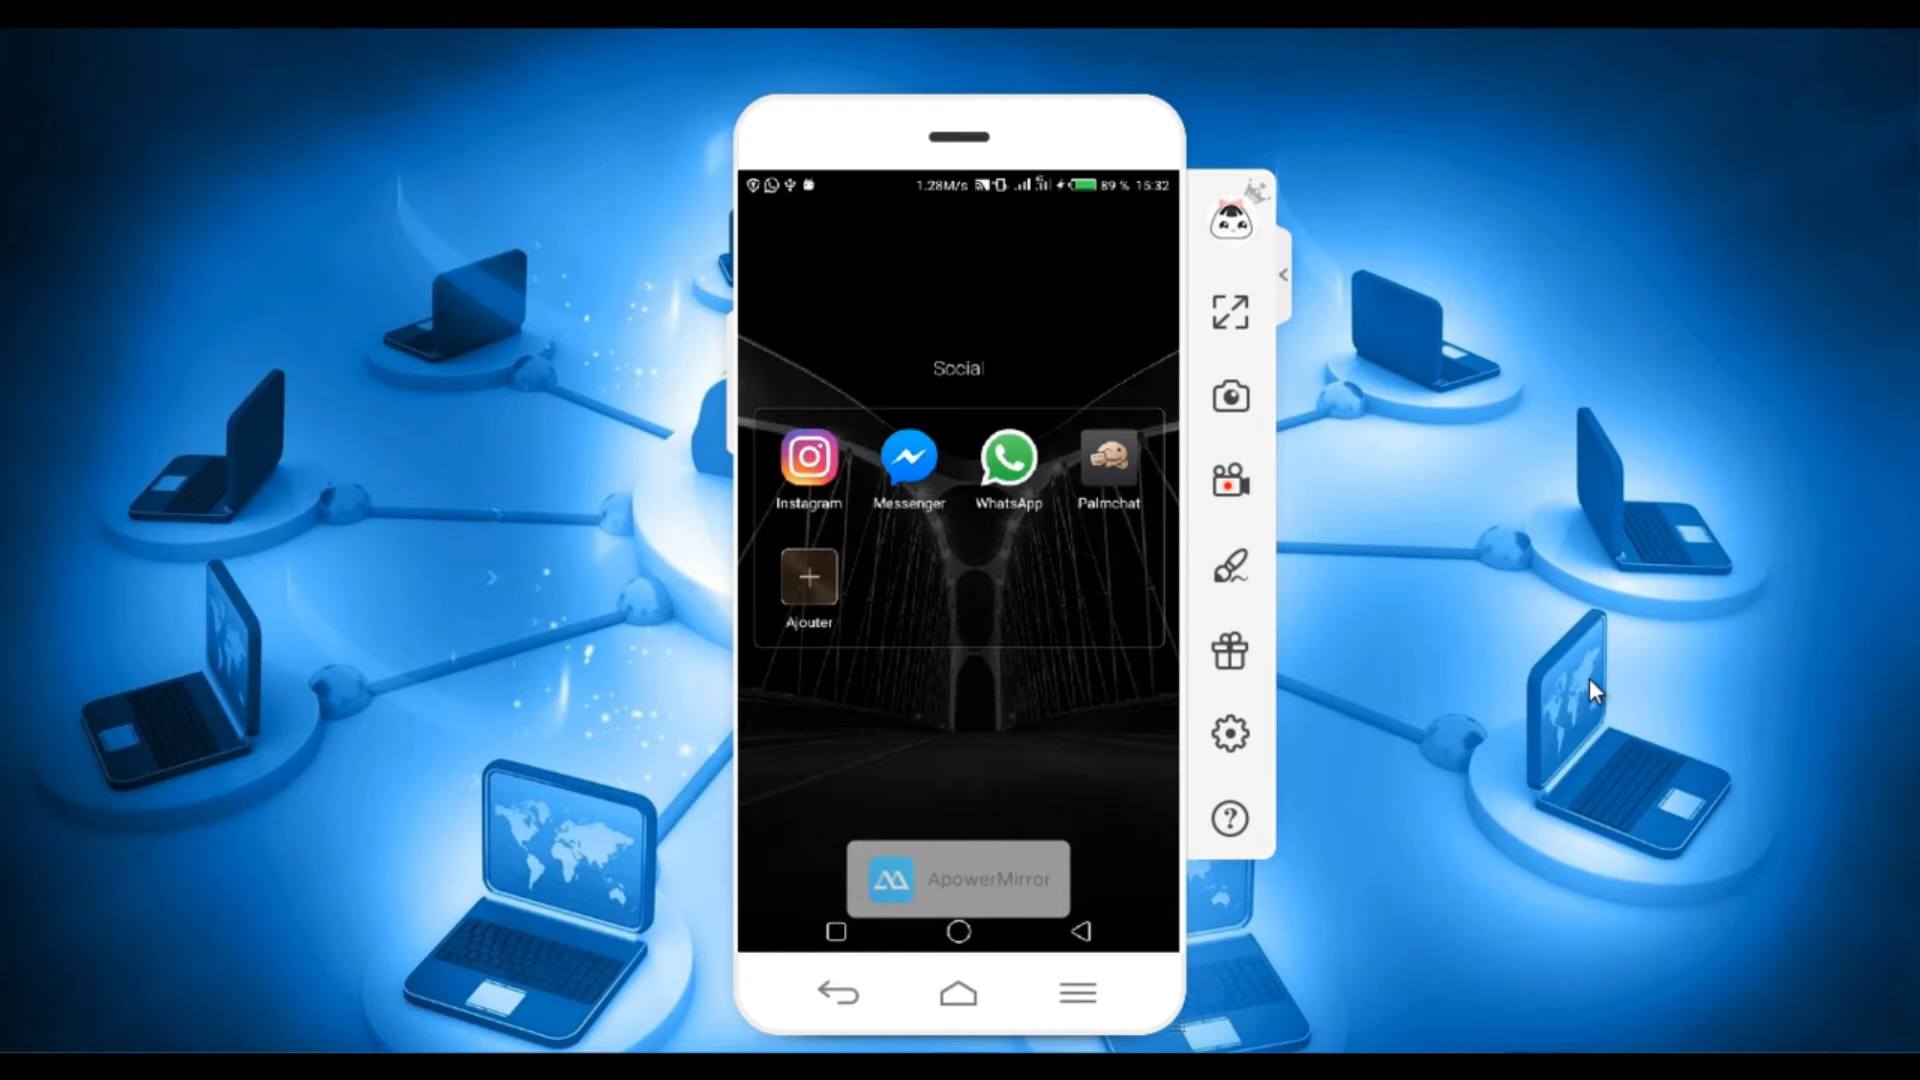 1.28M/s 89 % 15:32
Social
Instagram Messenger WhatsApp Palmchat
Ajouter
ApowerMirror